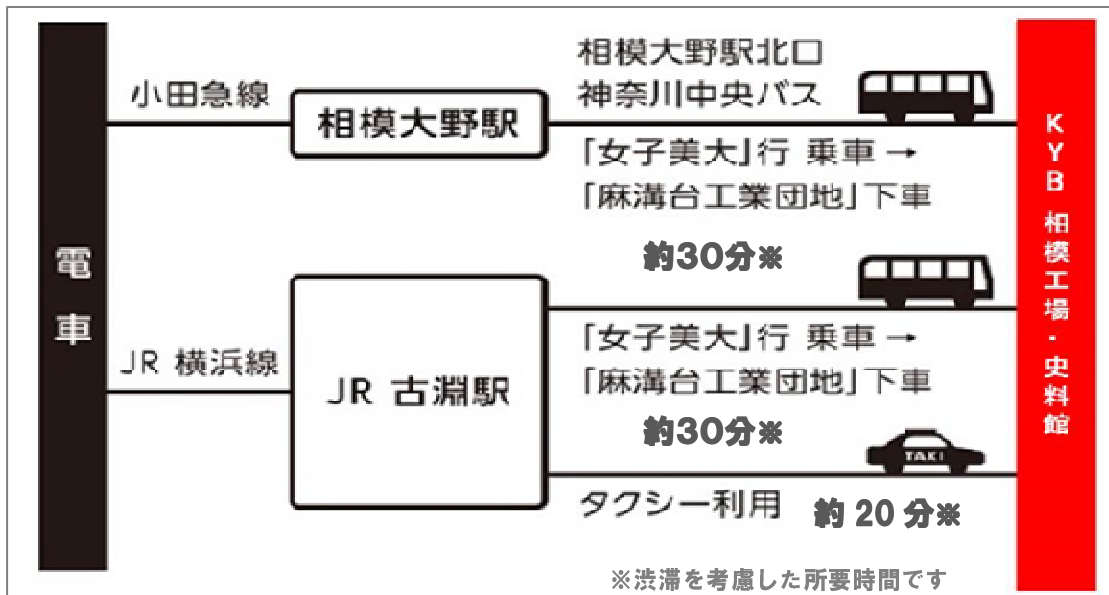 電車
小田急線
相模大野駅
相模大野駅北口
神奈川中央バス
「女子美大」行 乗車 →
「麻溝台工業団地」下車
約30分※
JR 横浜線
JR 古淵駅
「女子美大」行 乗車 →
「麻溝台工業団地」下車
約30分※
TAXI
タクシー利用
約 20 分※
※渋滞を考慮した所要時間です
KYB 相模工場・史料館